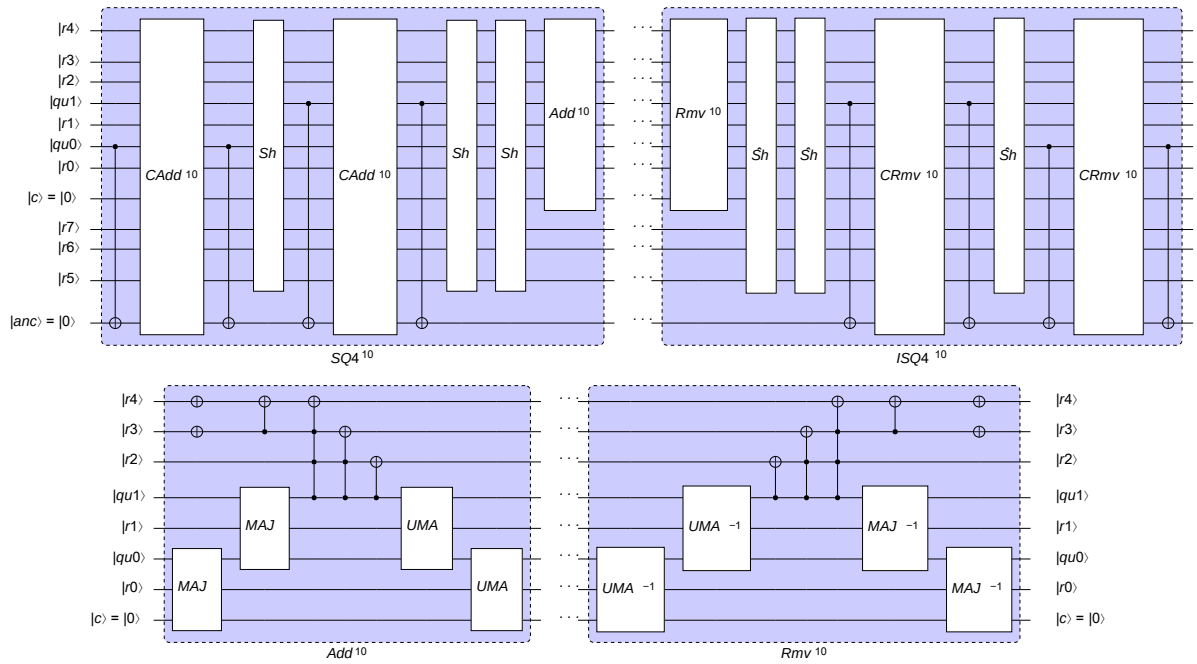 |r4⟩
|r3⟩
|r2⟩
|qu1⟩
|r1⟩
|qu0⟩
|r0⟩
|c⟩ = |0⟩
|r7⟩
|r6⟩
|r5⟩
|anc⟩ = |0⟩
CAdd 10
Sh
CAdd 10
Sh
Sh
Add 10
SQ4 10
Rmv 10
Ŝh
Ŝh
CRmv 10
Ŝh
CRmv 10
ISQ4 10
|r4⟩
|r3⟩
|r2⟩
|qu1⟩
|r1⟩
|qu0⟩
|r0⟩
|c⟩ = |0⟩
MAJ
MAJ
UMA
UMA
Add 10
UMA −1
UMA −1
MAJ −1
MAJ −1
Rmv 10
|r4⟩
|r3⟩
|r2⟩
|qu1⟩
|r1⟩
|qu0⟩
|r0⟩
|c⟩ = |0⟩